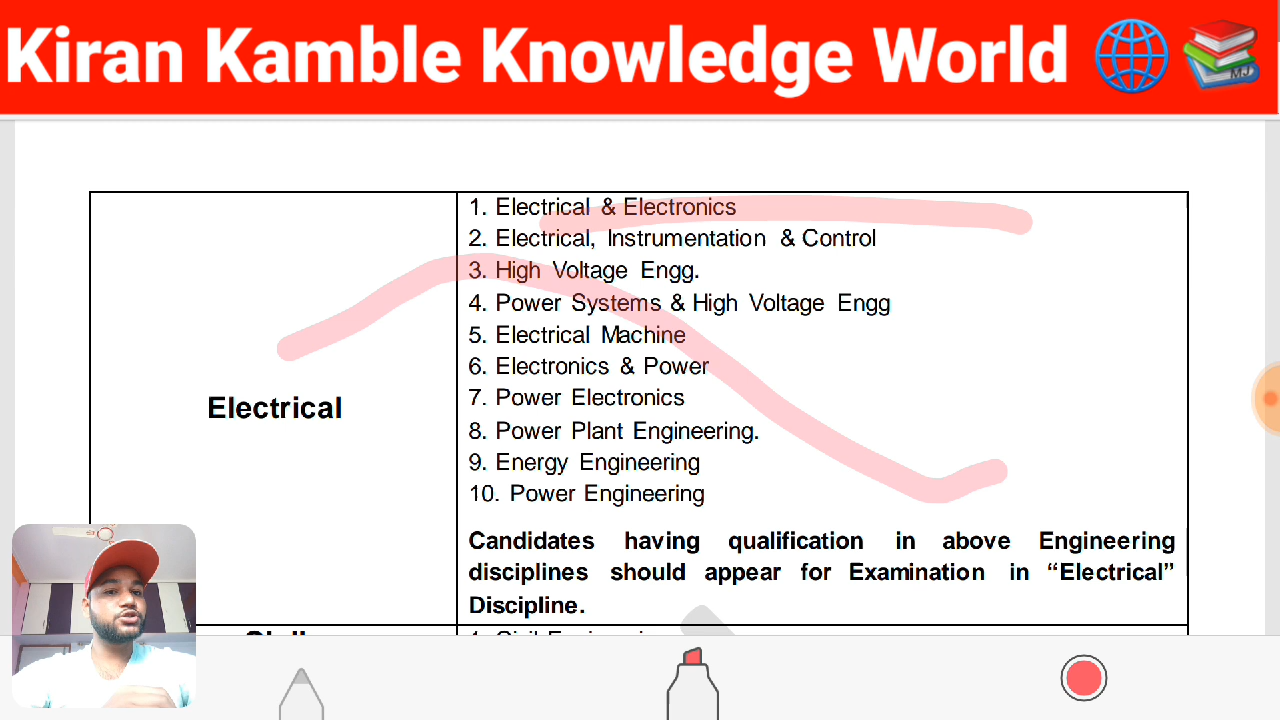 Kiran Kamble Knowledge World
MJ
1. Electrical & Electronics
2. Electrical, Instrumentation & Control
3. High Voltage Engg.
4. Power Systems & High Voltage Engg
5. Electrical Machine
6. Electronics & Power
7. Power Electronics
8. Power Plant Engineering.
9. Energy Engineering
10. Power Engineering
Electrical
Candidates having qualification in above Engineering
disciplines should appear for Examination in “Electrical”
Discipline.